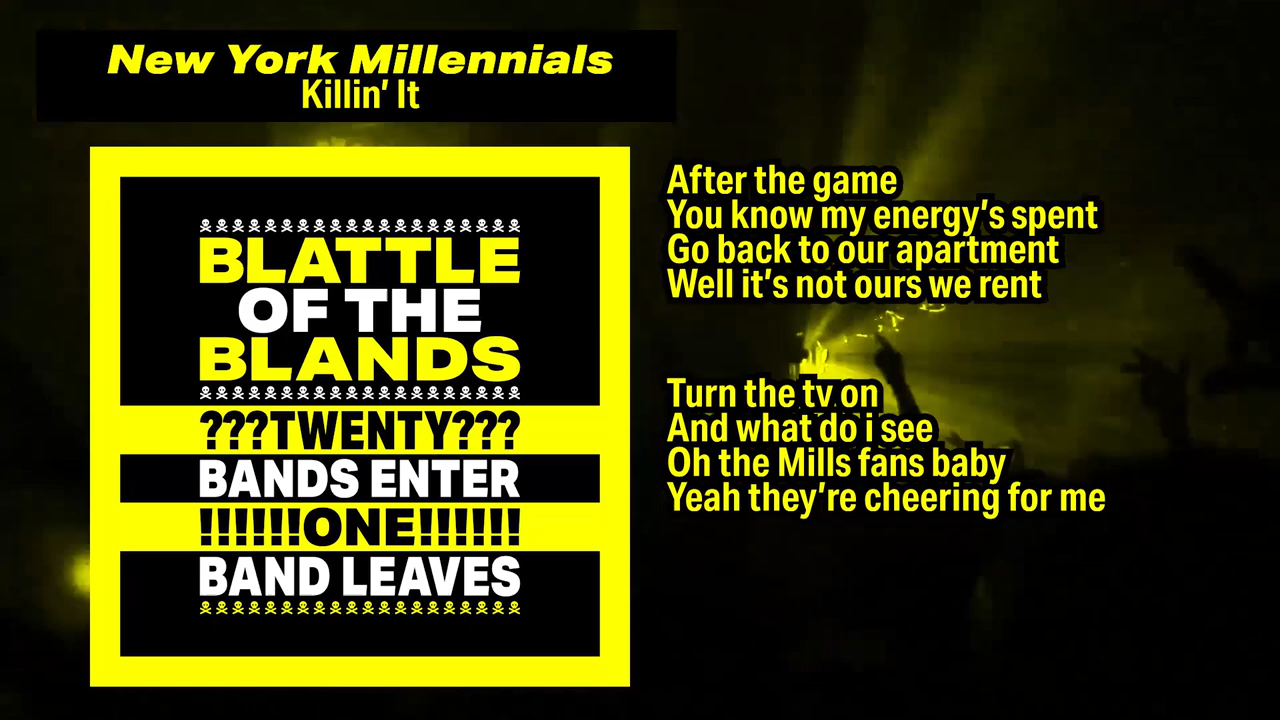 New York Millennials
Killin’ It
BLATTLE
OF THE
BLANDS
???TWENTY???
BANDS ENTER
!!!!!!ONE!!!!!!
BAND LEAVES
After the game
You know my energy’s spent
Go back to our apartment
Well it’s not ours we rent
Turn the tv on
And what do i see
Oh the Mills fans baby
Yeah they’re cheering for me